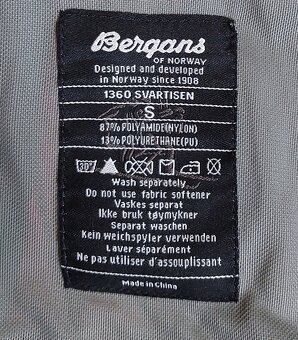 Bergans
OF NORWAY
Designed and developed
in Norway since 1908
1360 SVARTISEN
S
87% POLYAMIDE(NYLON)
13% POLYURETHANE(PU)
30°
Wash separately
Do not use fabric softener
Vaskes separat
Ikke bruk tøymykner
Separat waschen
Kein weichspyler verwenden
Laver séparément
Ne pas utiliser d'assouplissant
Made in China